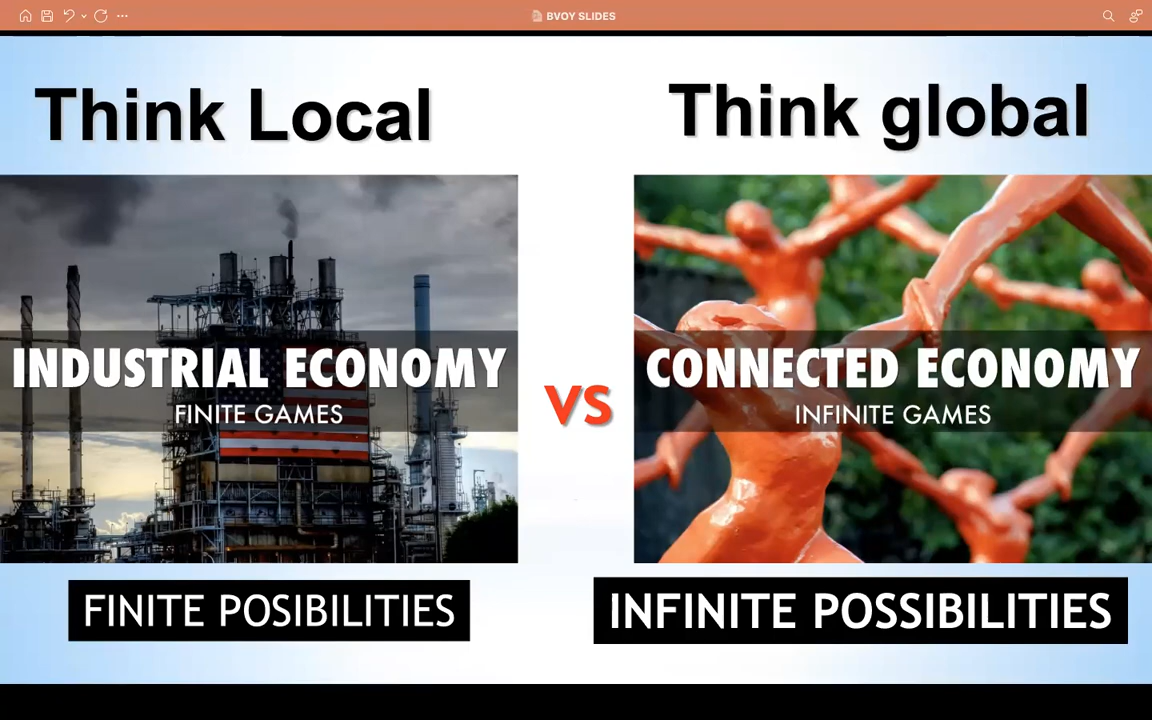 BVOY SLIDES
Think Local
Think global
INDUSTRIAL ECONOMY
FINITE GAMES
VS
CONNECTED ECONOMY
INFINITE GAMES
FINITE POSIBILITIES
INFINITE POSSIBILITIES